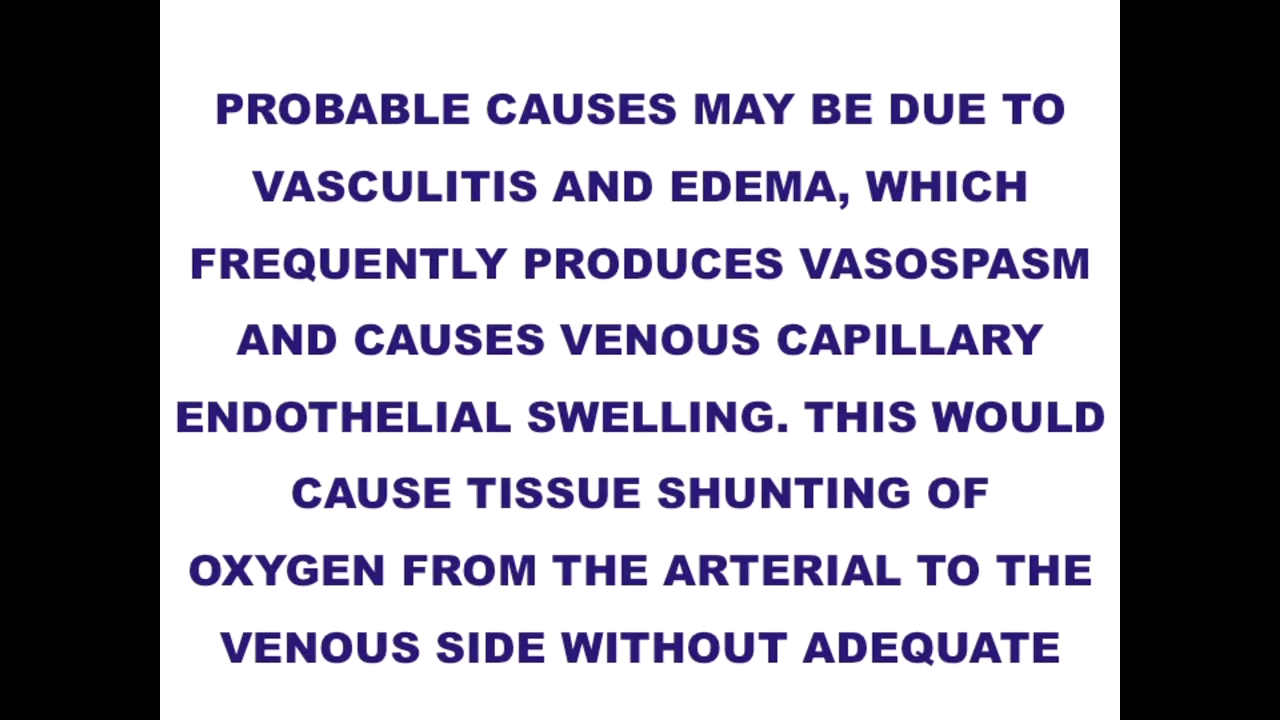 PROBABLE CAUSES MAY BE DUE TO
VASCULITIS AND EDEMA, WHICH
FREQUENTLY PRODUCES VASOSPASM
AND CAUSES VENOUS CAPILLARY
ENDOTHELIAL SWELLING. THIS WOULD
CAUSE TISSUE SHUNTING OF
OXYGEN FROM THE ARTERIAL TO THE
VENOUS SIDE WITHOUT ADEQUATE